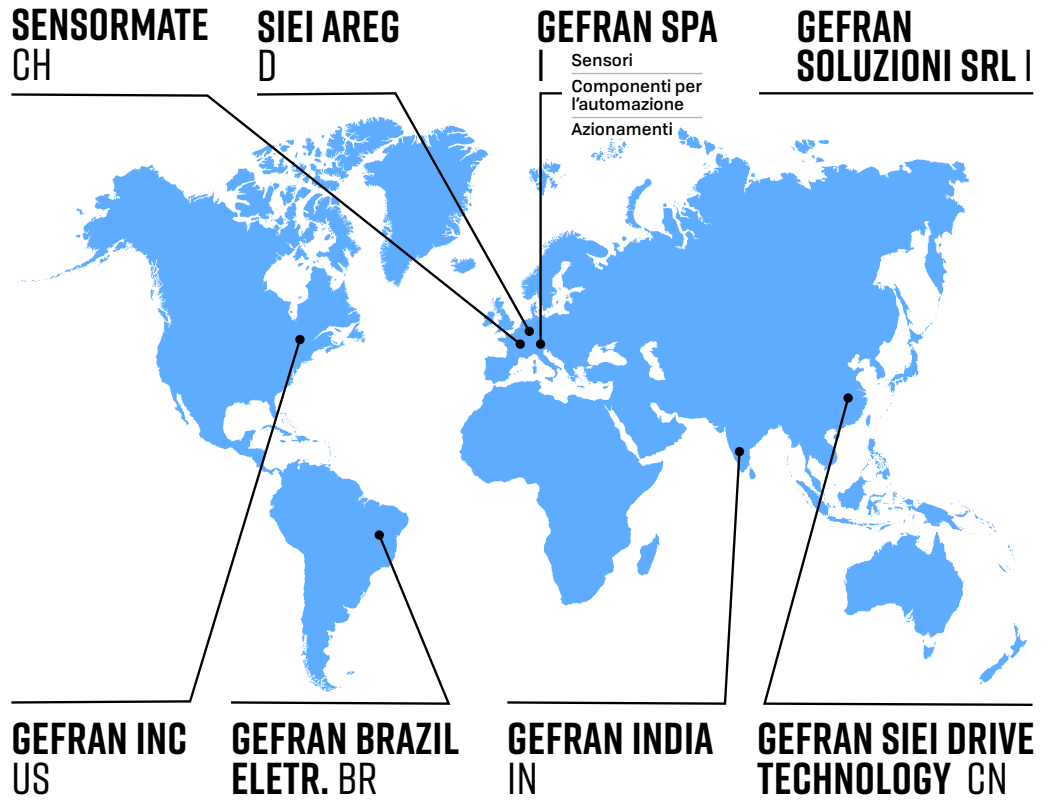 SENSORMATE
CH
SIEI AREG
D
GEFRAN SPA
I
Sensori
Componenti per
l'automazione
Azionamenti
GEFRAN
SOLUZIONI SRL I
GEFRAN INC
US
GEFRAN BRAZIL
ELETR. BR
GEFRAN INDIA
IN
GEFRAN SIEI DRIVE
TECHNOLOGY CN